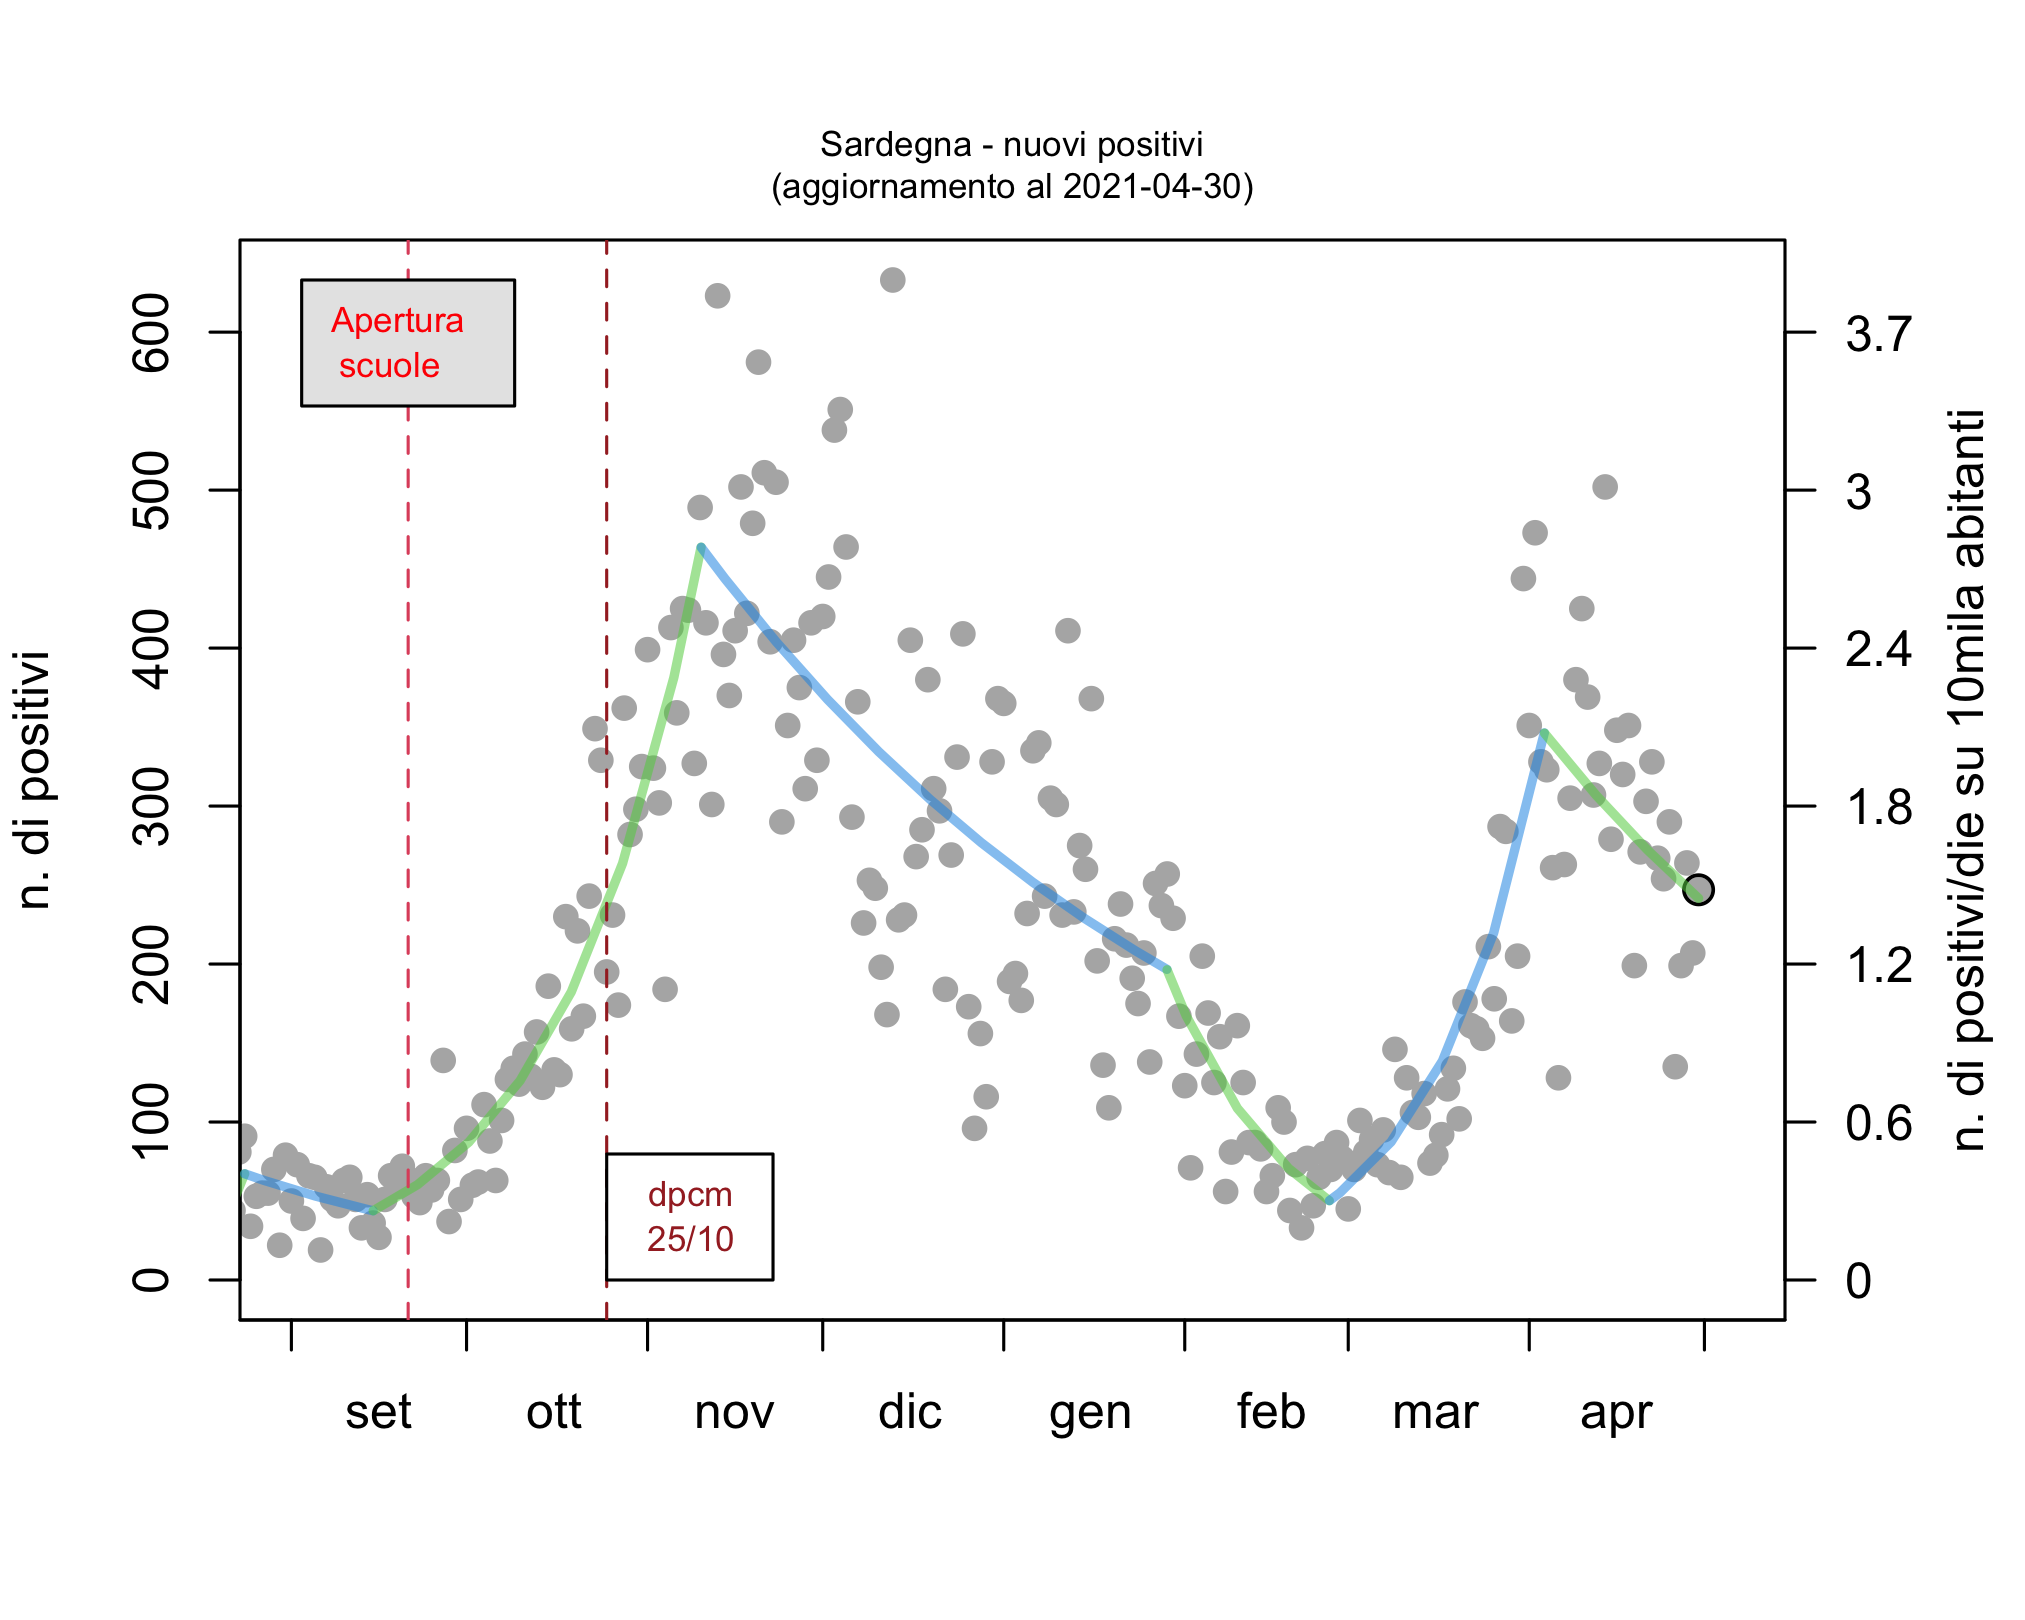 Sardegna - nuovi positivi
(aggiornamento al 2021-04-30)
n. di positivi
600
500
400
300
200
100
0
Apertura
scuole
dpcm
25/10
3.7
3
2.4
1.8
1.2
0.6
0
n. di positivi/die su 10mila abitanti
set ott nov dic gen feb mar apr